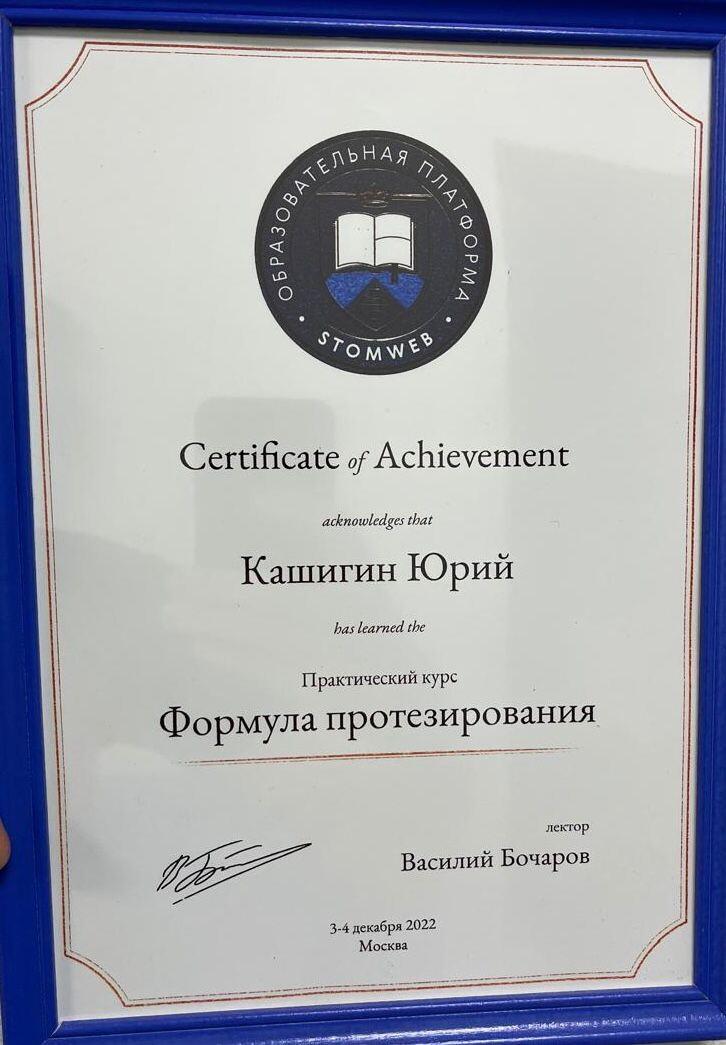 ОБРАЗОВАТЕЛЬНАЯ ПЛАТФОРМА
• STOMWEB •
Certificate of Achievement
acknowledges that
Кашигин Юрий
has learned the
Практический курс
Формула протезирования
лектор
Василий Бочаров
3-4 декабря 2022
Москва